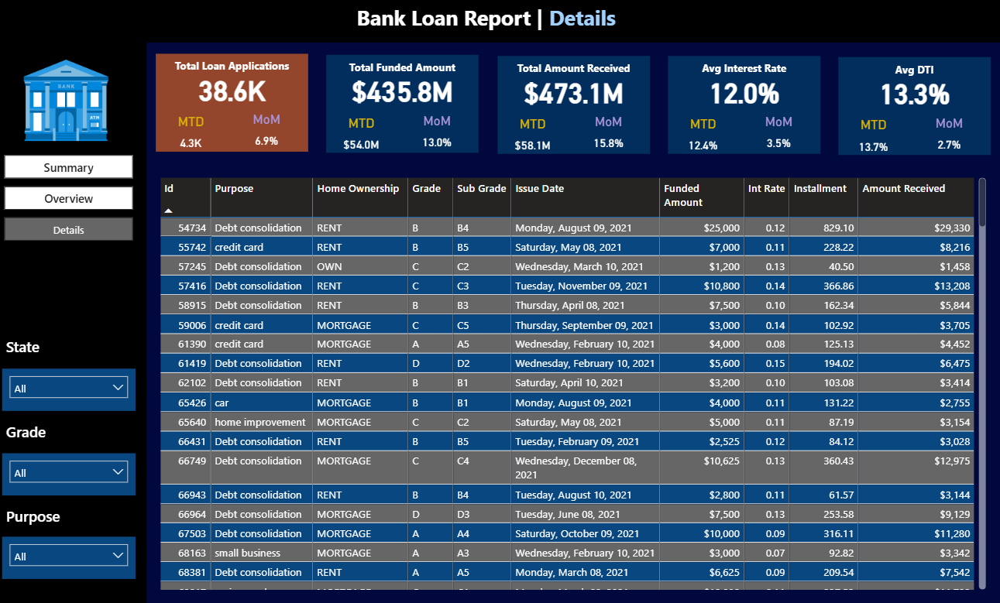 Bank Loan Report | Details
BANK
ATM
Summary
Overview
Details
State
All
Grade
All
Purpose
All
Total Loan Applications
38.6K
MTD MoM
4.3K 6.9%
Total Funded Amount
$435.8M
MTD MoM
$54.0M 13.0%
Total Amount Received
$473.1M
MTD MoM
$58.1M 15.8%
Avg Interest Rate
12.0%
MTD MoM
12.4% 3.5%
Avg DTI
13.3%
MTD MoM
13.7% 2.7%
Id Purpose Home Ownership Grade Sub Grade Issue Date Funded Amount Int Rate Installment Amount Received
54734 Debt consolidation RENT B B4 Monday, August 09, 2021 $25,000 0.12 829.10 $29,330
55742 credit card RENT B B5 Saturday, May 08, 2021 $7,000 0.11 228.22 $8,216
57245 Debt consolidation OWN C C2 Wednesday, March 10, 2021 $1,200 0.13 40.50 $1,458
57416 Debt consolidation RENT C C3 Tuesday, November 09, 2021 $10,800 0.14 366.86 $13,208
58915 Debt consolidation RENT B B3 Thursday, April 08, 2021 $7,500 0.10 162.34 $5,844
59006 credit card MORTGAGE C C5 Thursday, September 09, 2021 $3,000 0.14 102.92 $3,705
61390 credit card MORTGAGE A A5 Wednesday, February 10, 2021 $4,000 0.08 125.13 $4,452
61419 Debt consolidation RENT D D2 Wednesday, February 10, 2021 $5,600 0.15 194.02 $6,475
62102 Debt consolidation RENT B B1 Saturday, April 10, 2021 $3,200 0.10 103.08 $3,414
65426 car MORTGAGE B B1 Monday, August 09, 2021 $4,000 0.11 131.22 $2,755
65640 home improvement MORTGAGE C C2 Saturday, May 08, 2021 $5,000 0.11 87.19 $3,154
66431 Debt consolidation RENT B B5 Tuesday, February 09, 2021 $2,525 0.12 84.12 $3,028
66749 Debt consolidation MORTGAGE C C4 Wednesday, December 08, 2021 $10,625 0.13 360.43 $12,975
66943 Debt consolidation RENT B B4 Tuesday, August 10, 2021 $2,800 0.11 61.57 $3,144
66964 Debt consolidation MORTGAGE D D3 Tuesday, June 08, 2021 $7,500 0.13 253.58 $9,129
67503 Debt consolidation MORTGAGE A A4 Saturday, October 09, 2021 $10,000 0.09 316.11 $11,280
68163 small business MORTGAGE A A3 Wednesday, February 10, 2021 $3,000 0.07 92.82 $3,342
68381 Debt consolidation RENT A A5 Monday, March 08, 2021 $6,625 0.09 209.54 $7,542